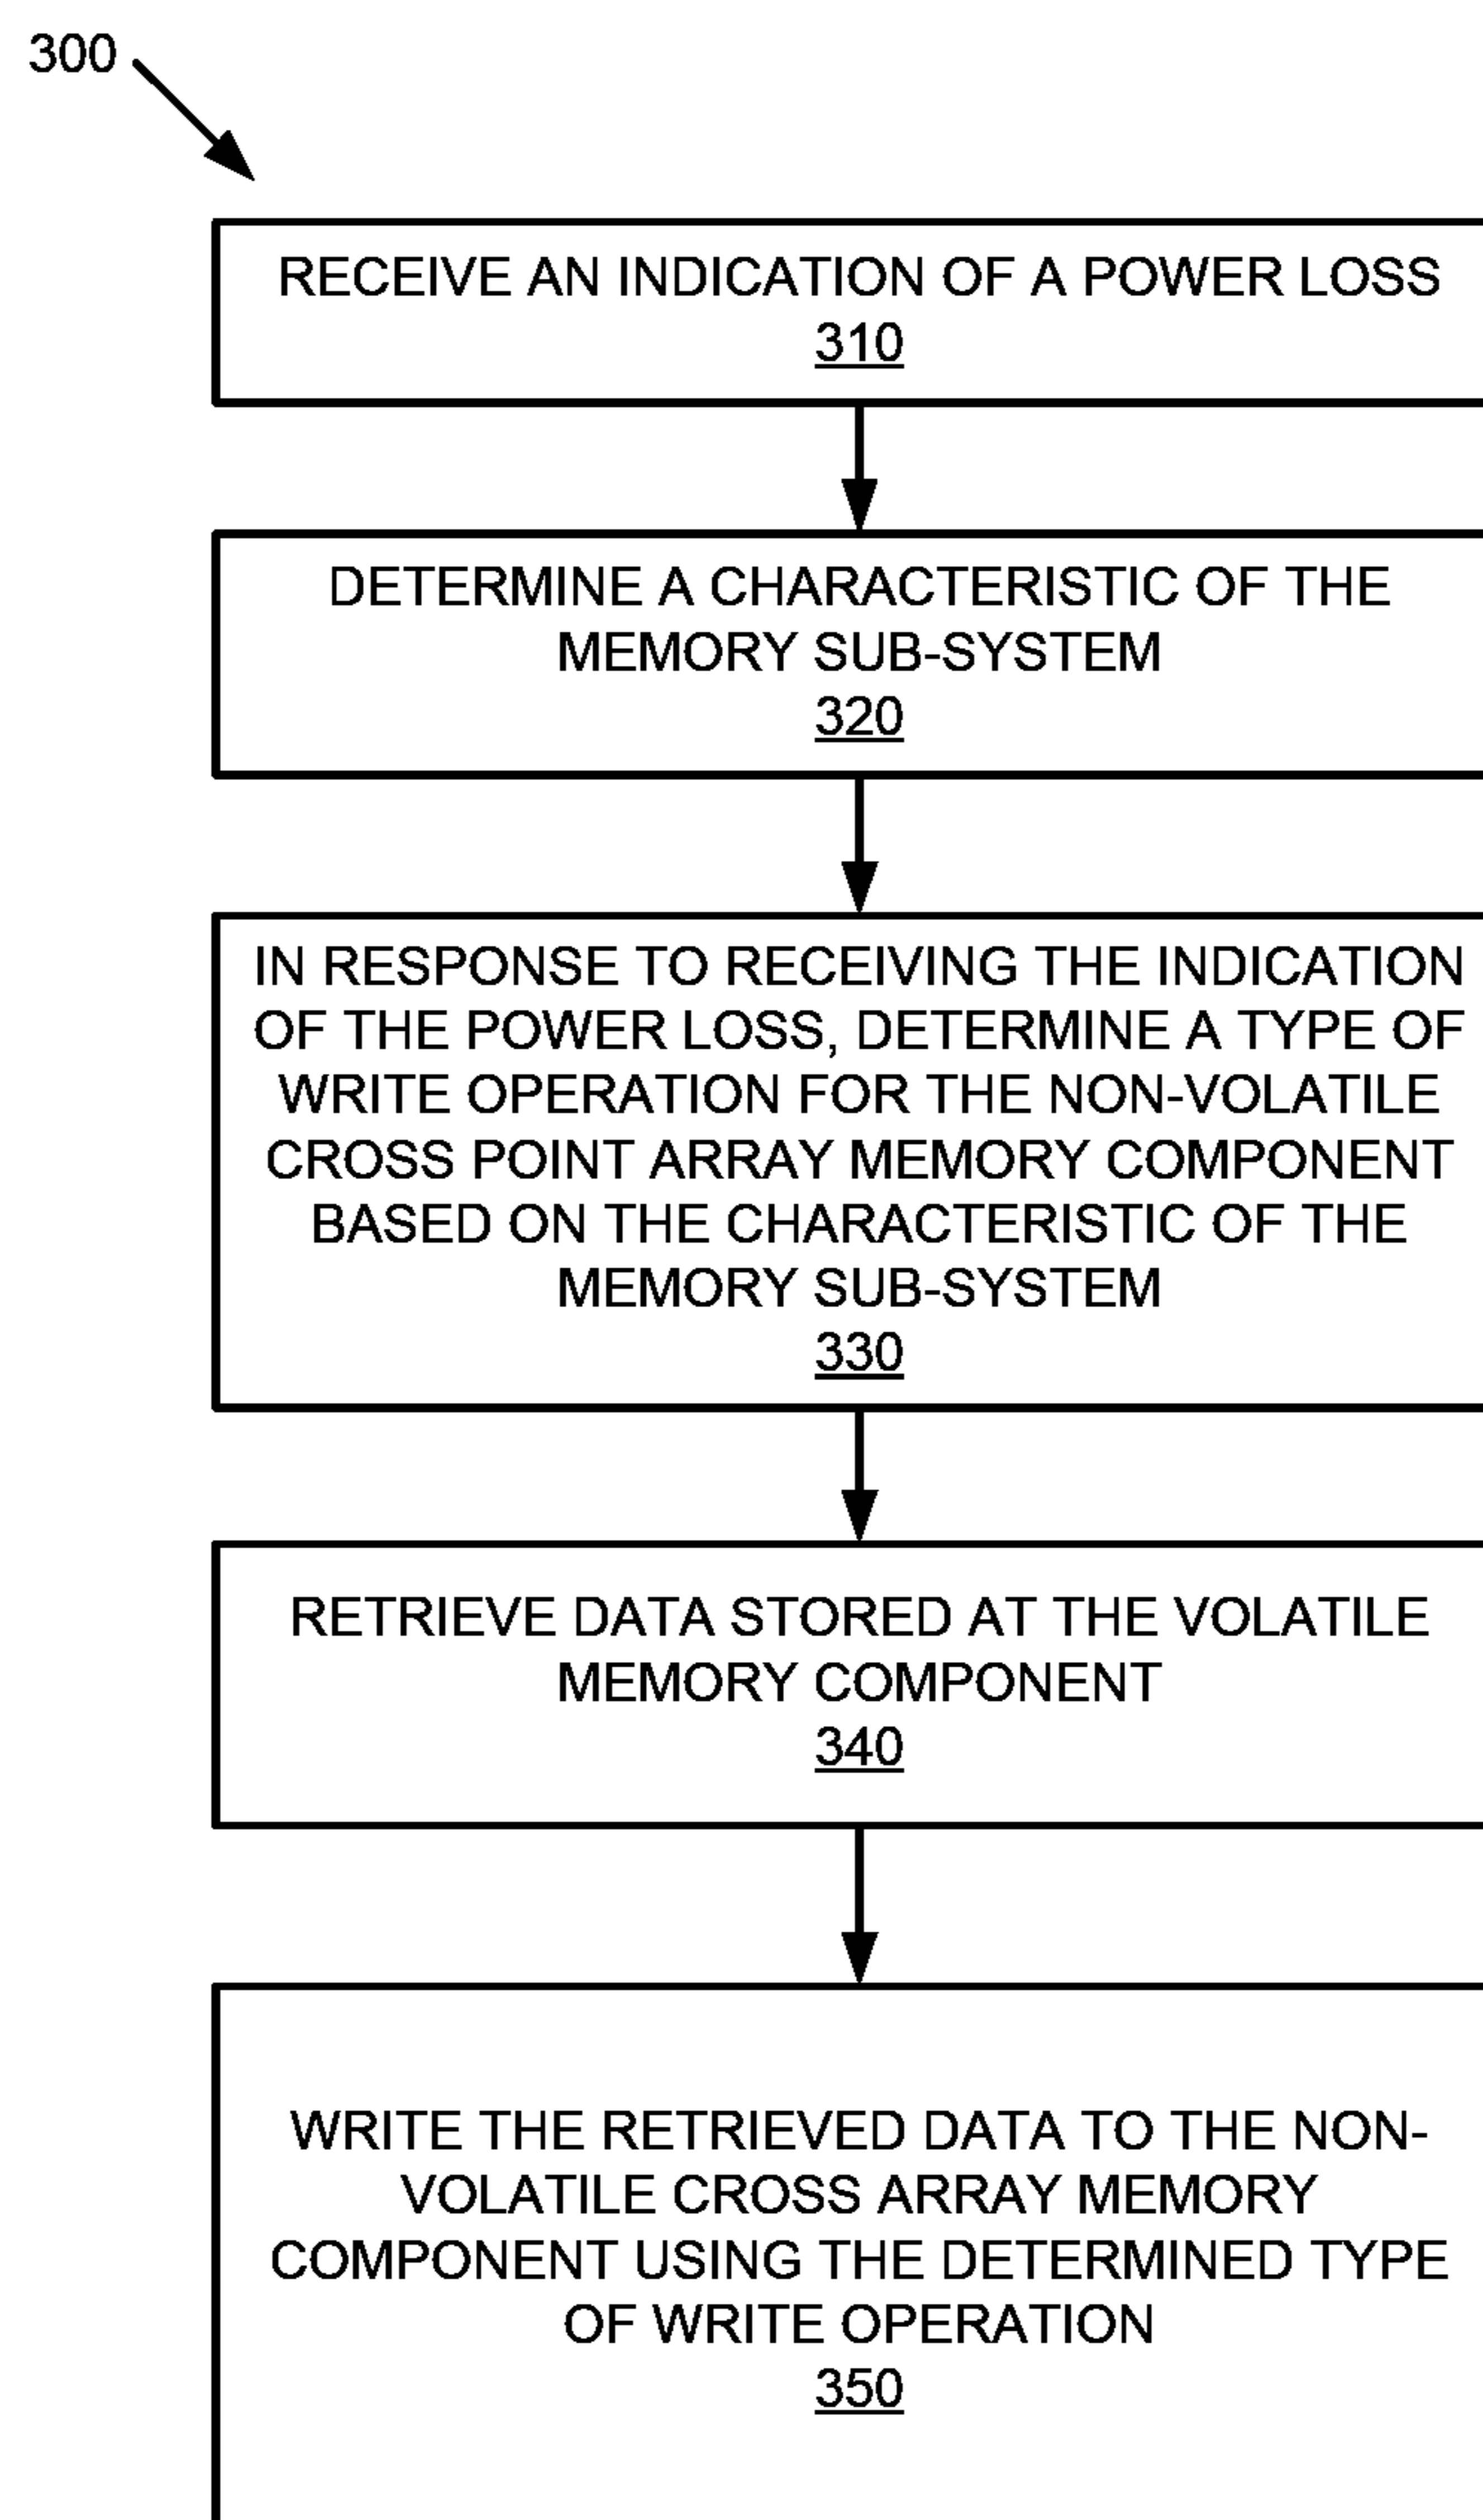 300
RECEIVE AN INDICATION OF A POWER LOSS
310
DETERMINE A CHARACTERISTIC OF THE
MEMORY SUB-SYSTEM
320
IN RESPONSE TO RECEIVING THE INDICATION
OF THE POWER LOSS, DETERMINE A TYPE OF
WRITE OPERATION FOR THE NON-VOLATILE
CROSS POINT ARRAY MEMORY COMPONENT
BASED ON THE CHARACTERISTIC OF THE
MEMORY SUB-SYSTEM
330
RETRIEVE DATA STORED AT THE VOLATILE
MEMORY COMPONENT
340
WRITE THE RETRIEVED DATA TO THE NON-
VOLATILE CROSS ARRAY MEMORY
COMPONENT USING THE DETERMINED TYPE
OF WRITE OPERATION
350